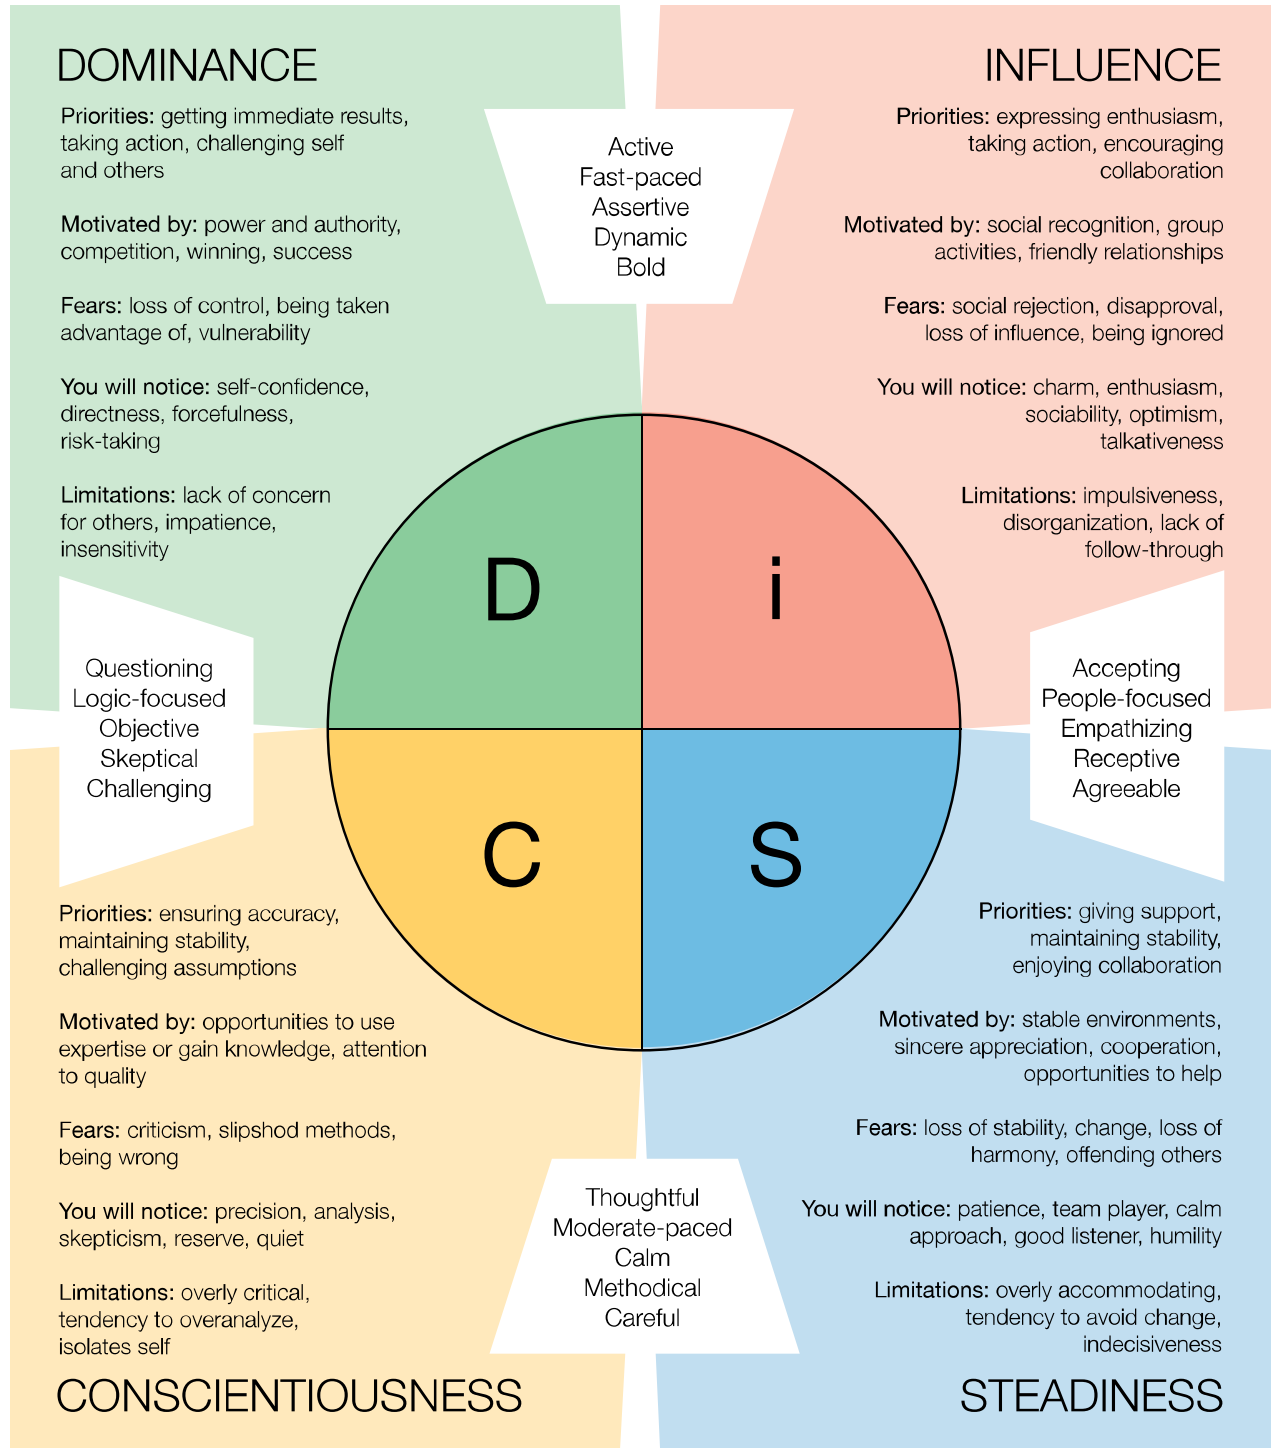 DOMINANCE
Priorities: getting immediate results,
taking action, challenging self
and others
Motivated by: power and authority,
competition, winning, success
Fears: loss of control, being taken
advantage of, vulnerability
You will notice: self-confidence,
directness, forcefulness,
risk-taking
Limitations: lack of concern
for others, impatience,
insensitivity
Active
Fast-paced
Assertive
Dynamic
Bold
INFLUENCE
Priorities: expressing enthusiasm,
taking action, encouraging
collaboration
Motivated by: social recognition, group
activities, friendly relationships
Fears: social rejection, disapproval,
loss of influence, being ignored
You will notice: charm, enthusiasm,
sociability, optimism,
talkativeness
Limitations: impulsiveness,
disorganization, lack of
follow-through
D
i
Questioning
Logic-focused
Objective
Skeptical
Challenging
Accepting
People-focused
Empathizing
Receptive
Agreeable
C
S
Priorities: ensuring accuracy,
maintaining stability,
challenging assumptions
Motivated by: opportunities to use
expertise or gain knowledge, attention
to quality
Fears: criticism, slipshod methods,
being wrong
You will notice: precision, analysis,
skepticism, reserve, quiet
Limitations: overly critical,
tendency to overanalyze,
isolates self
CONSCIENTIOUSNESS
Thoughtful
Moderate-paced
Calm
Methodical
Careful
Priorities: giving support,
maintaining stability,
enjoying collaboration
Motivated by: stable environments,
sincere appreciation, cooperation,
opportunities to help
Fears: loss of stability, change, loss of
harmony, offending others
You will notice: patience, team player, calm
approach, good listener, humility
Limitations: overly accommodating,
tendency to avoid change,
indecisiveness
STEADINESS